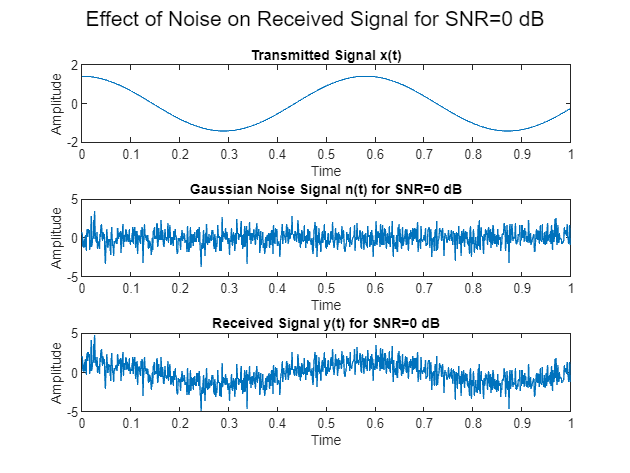 Effect of Noise on Received Signal for SNR=0 dB
Transmitted Signal x(t)
Amplitude
2
0
-2
0 0.1 0.2 0.3 0.4 0.5 0.6 0.7 0.8 0.9 1
Time
Gaussian Noise Signal n(t) for SNR=0 dB
Amplitude
5
0
-5
0 0.1 0.2 0.3 0.4 0.5 0.6 0.7 0.8 0.9 1
Time
Received Signal y(t) for SNR=0 dB
Amplitude
5
0
-5
0 0.1 0.2 0.3 0.4 0.5 0.6 0.7 0.8 0.9 1
Time